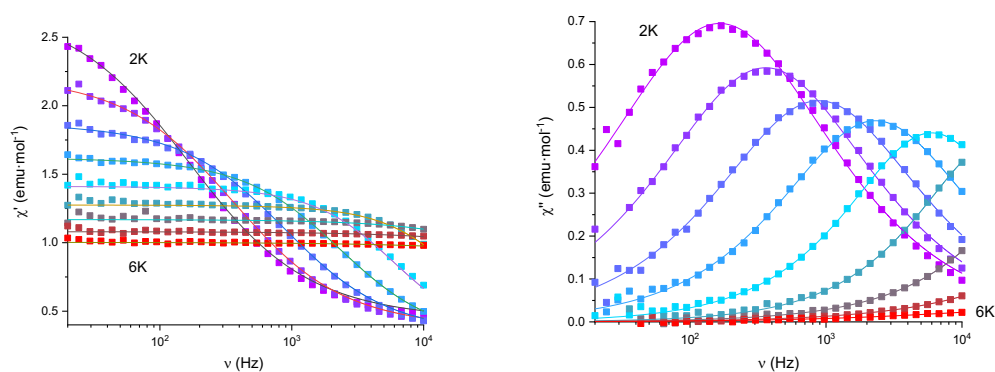 2.5
2.0
1.5
1.0
0.5
χ' (emu·mol⁻¹)
2K
6K
10²
10³
10⁴
ν (Hz)
0.7
0.6
0.5
0.4
0.3
0.2
0.1
0.0
χ'' (emu·mol⁻¹)
2K
6K
10²
10³
10⁴
ν (Hz)